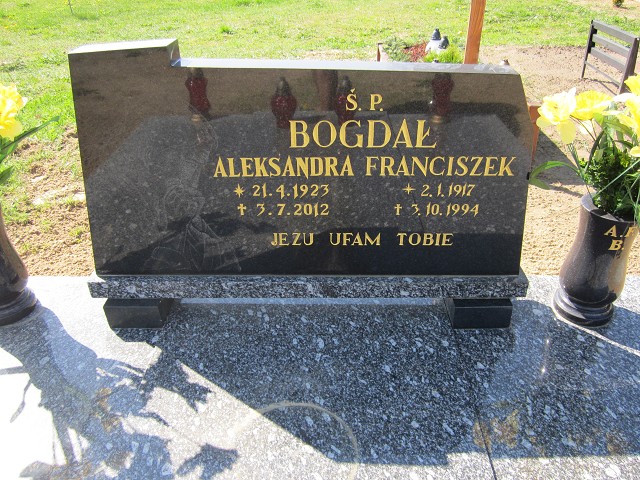 Ś. P.
BOGDAŁ
ALEKSANDRA FRANCISZEK
* 21.4.1923 * 2.1.1917
✝ 3.7.2012 ✝ 3.10.1994
JEZU UFAM TOBIE